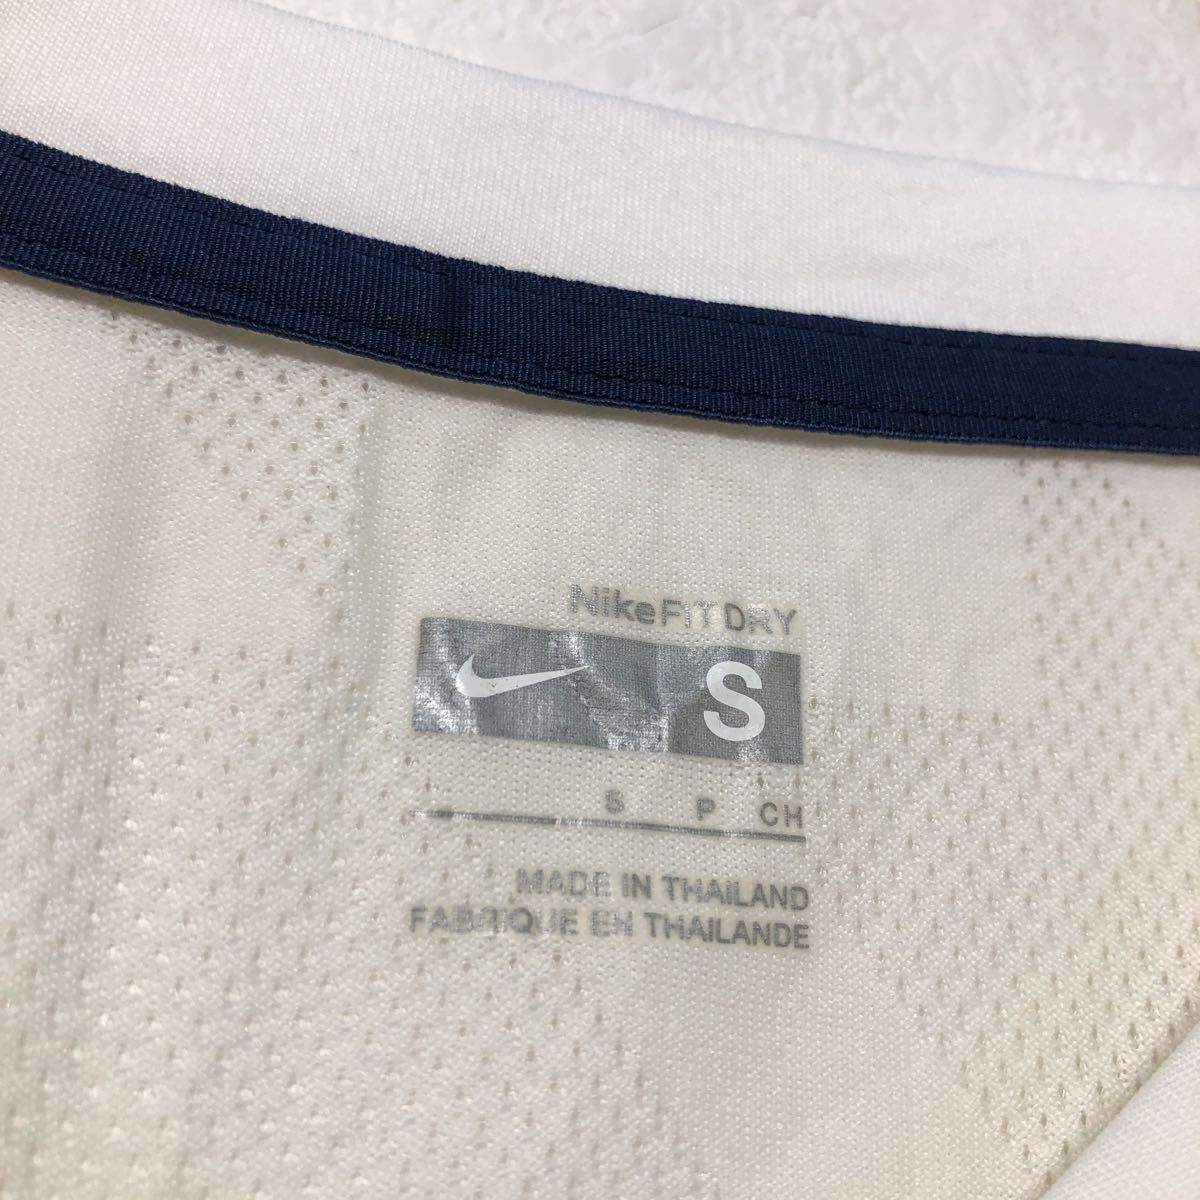 NikeFIT DRY
S
S P CH
MADE IN THAILAND
FABRIQUE EN THAILANDE